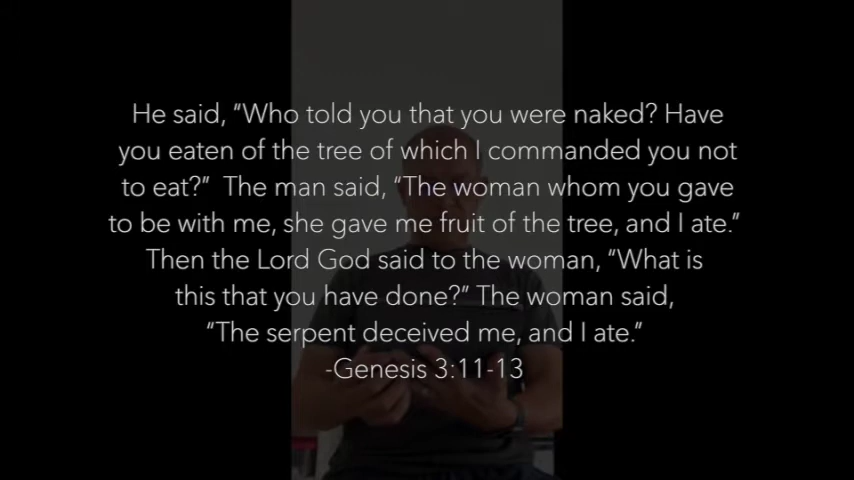 He said, “Who told you that you were naked? Have
you eaten of the tree of which I commanded you not
to eat?”  The man said, “The woman whom you gave
to be with me, she gave me fruit of the tree, and I ate.”
Then the Lord God said to the woman, “What is
this that you have done?” The woman said,
“The serpent deceived me, and I ate.”
-Genesis 3:11-13